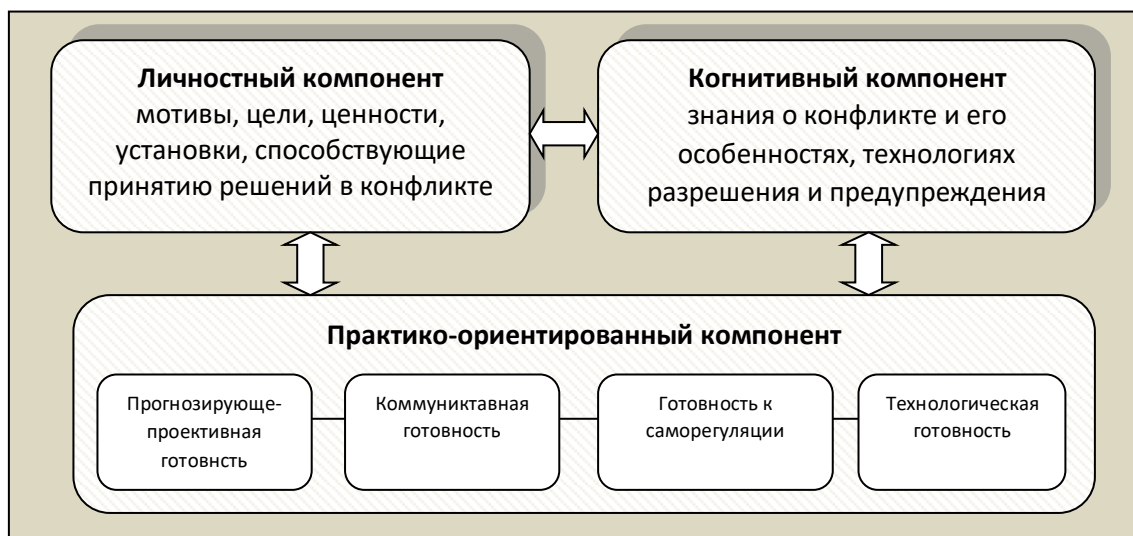 Личностный компонент
мотивы, цели, ценности,
установки, способствующие
принятию решений в конфликте
Когнитивный компонент
знания о конфликте и его
особенностях, технологиях
разрешения и предупреждения
Практико-ориентированный компонент
Прогнозирующе-
проективная
готовнсть
Коммуниктавная
готовность
Готовность к
саморегуляции
Технологическая
готовность